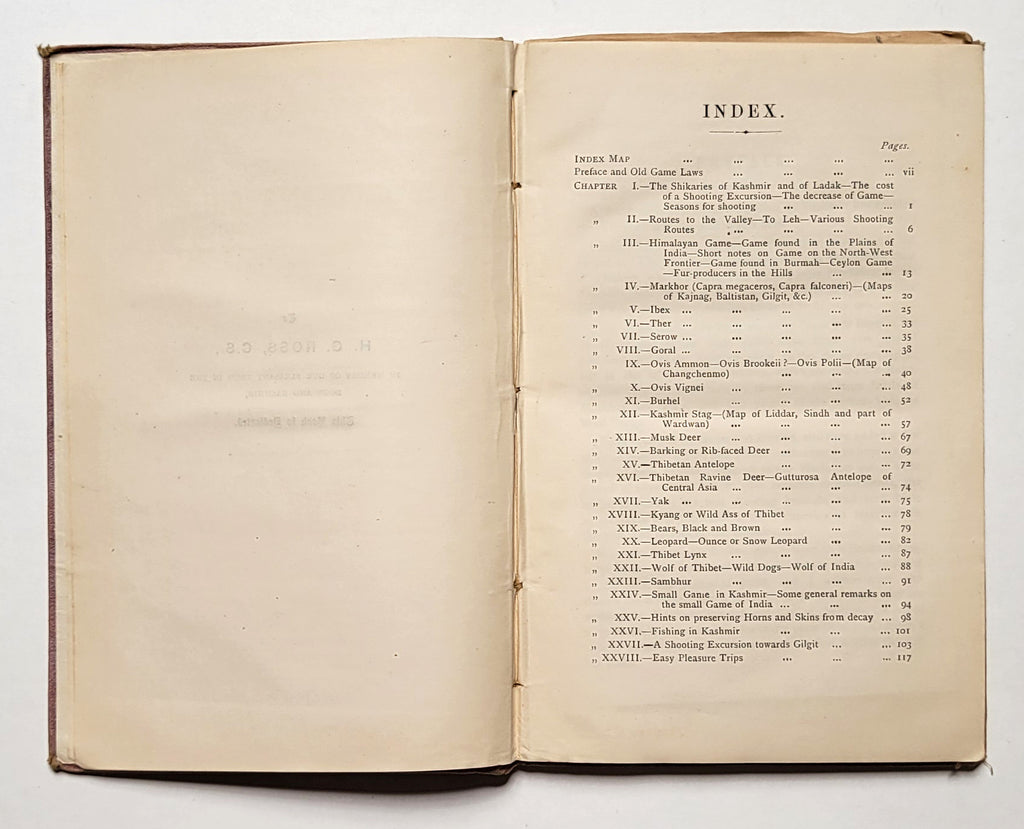 To
H. C. ROSS, C.S.,
This Book is Dedicated.
INDEX.
Pages.
INDEX MAP ... ... ... ... ...
Preface and Old Game Laws ... ... ... ... vii
CHAPTER I.—The Shikaries of Kashmir and of Ladak—The cost
of a Shooting Excursion—The decrease of Game—
Seasons for shooting ... ... ... 1
„ II.—Routes to the Valley—To Leh—Various Shooting
Routes ... ... ... ... 6
„ III.—Himalayan Game—Game found in the Plains of
India—Short notes on Game on the North-West
Frontier—Game found in Burmah—Ceylon Game
—Fur-producers in the Hills ... ... 13
„ IV.—Markhor (Capra megaceros, Capra falconeri)—(Maps
of Kajnag, Baltistan, Gilgit, &c.) ... ... 20
„ V.—Ibex ... ... ... ... ... 25
„ VI.—Ther ... ... ... ... ... 33
„ VII.—Serow ... ... ... ... ... 35
„ VIII.—Goral ... ... ... ... ... 38
„ IX.—Ovis Ammon—Ovis Brookeii?—Ovis Polii—(Map of
Changchenmo) ... ... ... 40
„ X.—Ovis Vignei ... ... ... ... 48
„ XI.—Burhel ... ... ... ... 52
„ XII.—Kashmir Stag—(Map of Liddar, Sindh and part of
Wardwan) ... ... ... ... 57
„ XIII.—Musk Deer ... ... ... ... 67
„ XIV.—Barking or Rib-faced Deer ... ... ... 69
„ XV.—Thibetan Antelope ... ... ... 72
„ XVI.—Thibetan Ravine Deer—Gutturosa Antelope of
Central Asia ... ... ... ... 74
„ XVII.—Yak ... ... ... ... ... 75
„ XVIII.—Kyang or Wild Ass of Thibet ... ... 78
„ XIX.—Bears, Black and Brown ... ... ... 79
„ XX.—Leopard—Ounce or Snow Leopard ... ... 82
„ XXI.—Thibet Lynx ... ... ... ... 87
„ XXII.—Wolf of Thibet—Wild Dogs—Wolf of India ... 88
„ XXIII.—Sambhur ... ... ... ... 91
„ XXIV.—Small Game in Kashmir—Some general remarks on
the small Game of India ... ... ... 94
„ XXV.—Hints on preserving Horns and Skins from decay ... 98
„ XXVI.—Fishing in Kashmir ... ... ... 101
„ XXVII.—A Shooting Excursion towards Gilgit ... ... 103
„ XXVIII.—Easy Pleasure Trips ... ... ... 117